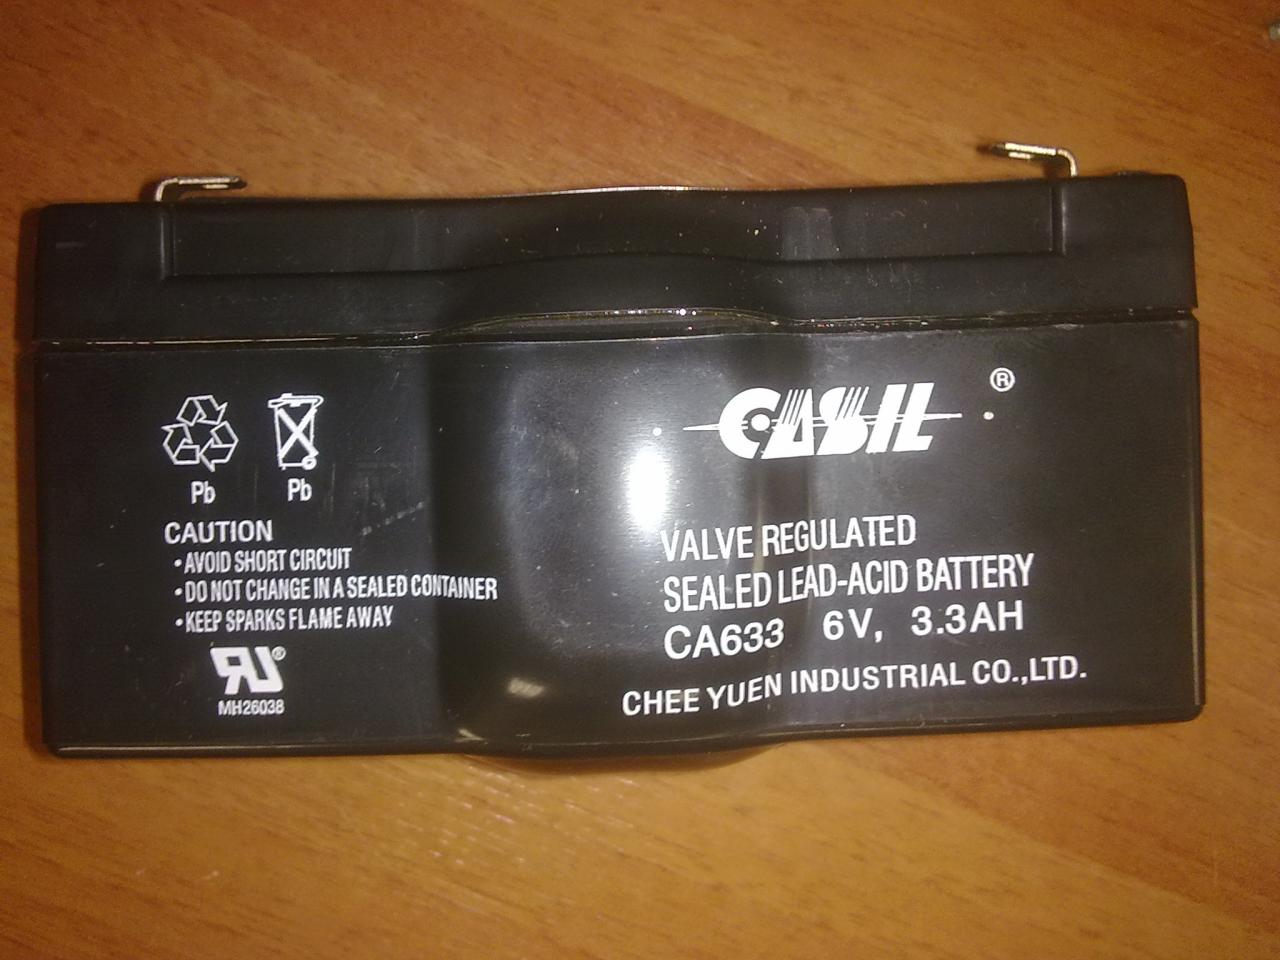 CASIL ®
Pb Pb
CAUTION
•AVOID SHORT CIRCUIT
•DO NOT CHANGE IN A SEALED CONTAINER
•KEEP SPARKS FLAME AWAY
RU®
MH26038
VALVE REGULATED
SEALED LEAD-ACID BATTERY
CA633 6V, 3.3AH
CHEE YUEN INDUSTRIAL CO.,LTD.